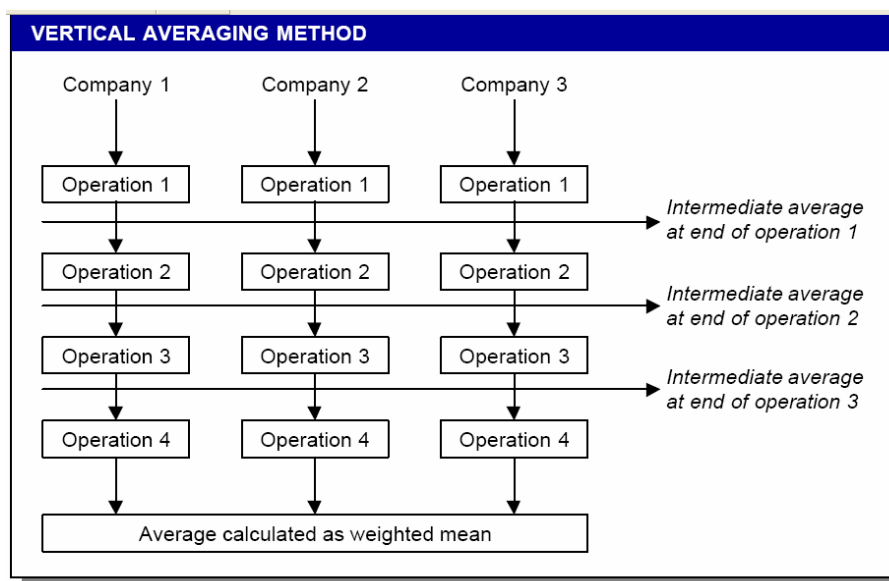 VERTICAL AVERAGING METHOD
Company 1 Company 2 Company 3
Operation 1 Operation 1 Operation 1
Intermediate average
at end of operation 1
Operation 2 Operation 2 Operation 2
Intermediate average
at end of operation 2
Operation 3 Operation 3 Operation 3
Intermediate average
at end of operation 3
Operation 4 Operation 4 Operation 4
Average calculated as weighted mean